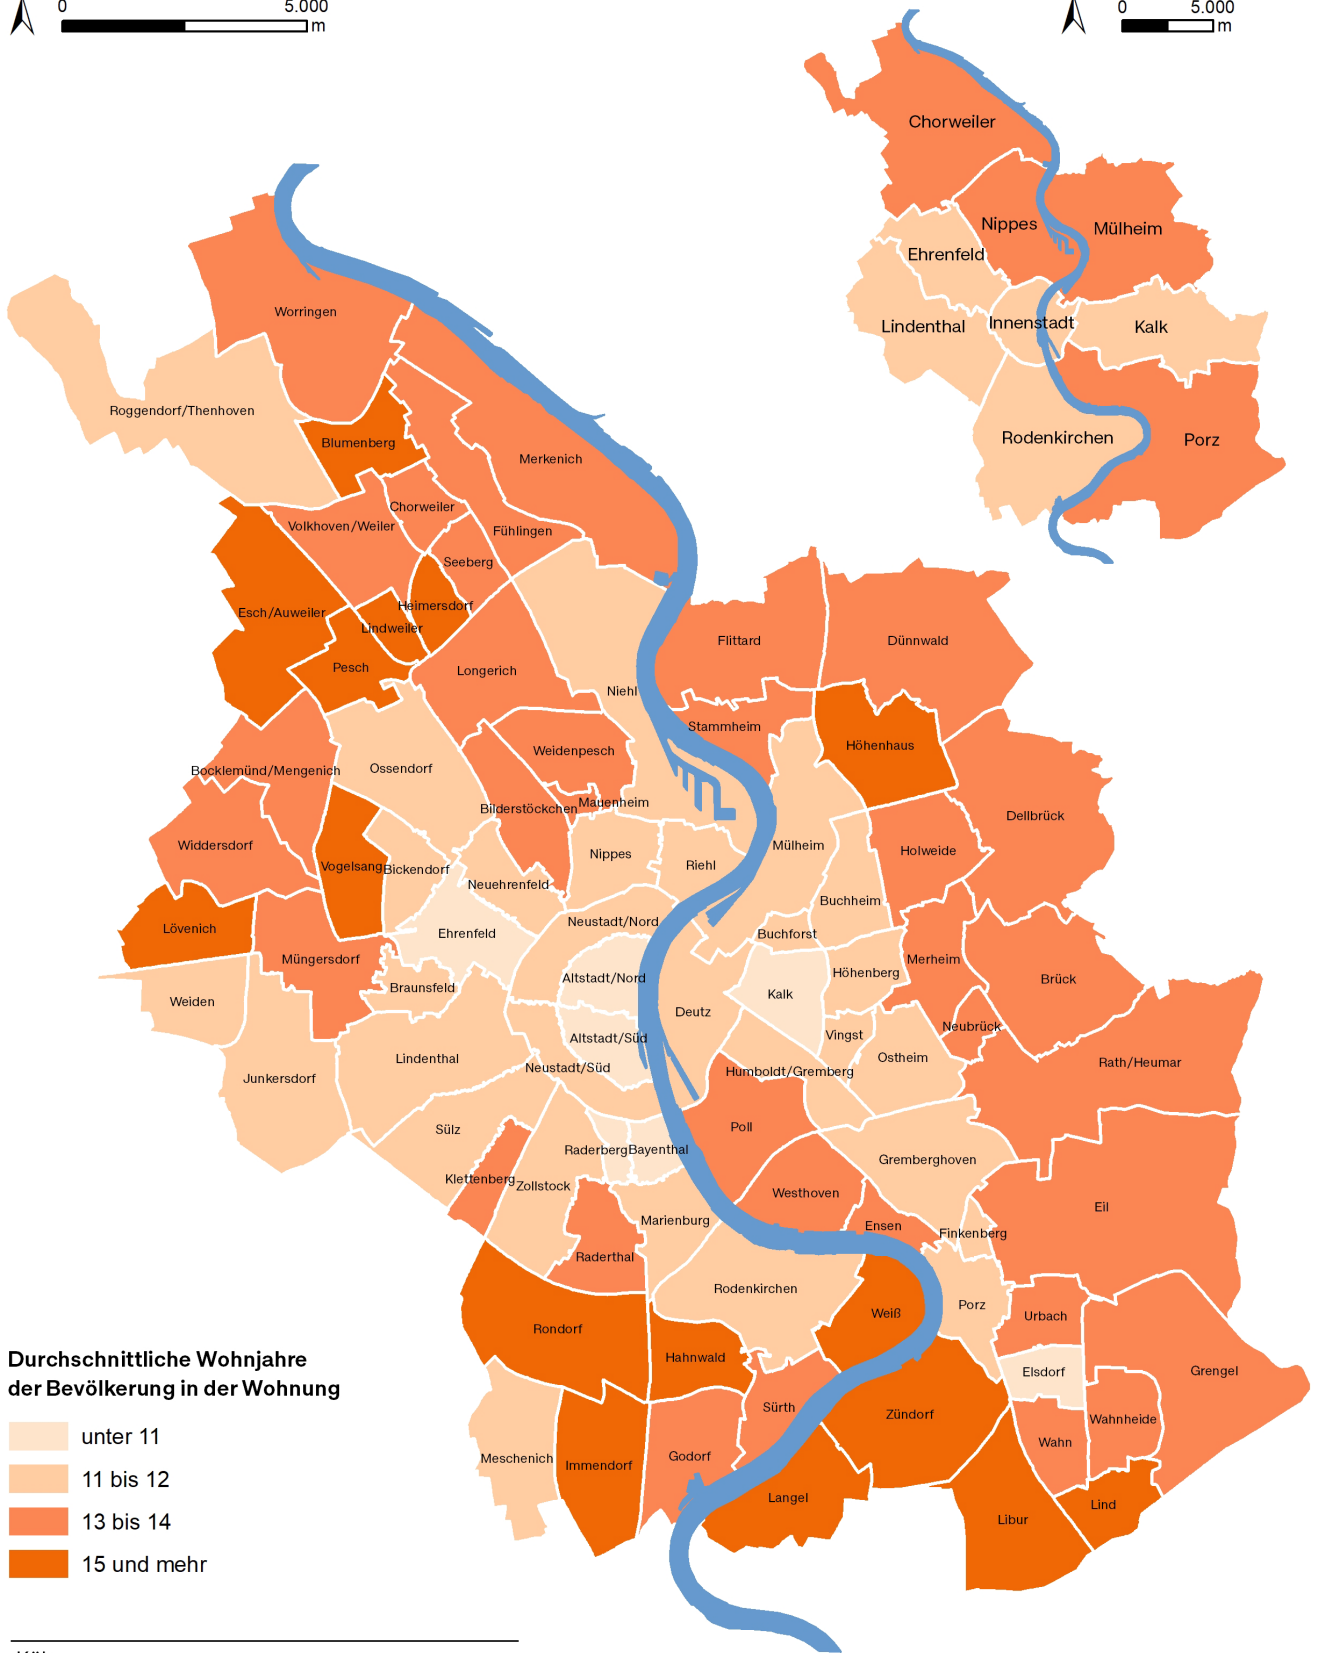 0 5.000
m
0 5.000
m
Chorweiler
Nippes
Mülheim
Ehrenfeld
Lindenthal
Innenstadt
Kalk
Rodenkirchen
Porz
Worringen
Roggendorf/Thenhoven
Blumenberg
Merkenich
Chorweiler
Volkhoven/Weiler
Fühlingen
Seeberg
Heimersdorf
Esch/Auweiler
Lindweiler
Pesch
Longerich
Niehl
Flittard
Dünnwald
Stammheim
Höhenhaus
Weidenpesch
Ossendorf
Bocklemünd/Mengenich
Mauenheim
Bilderstöckchen
Dellbrück
Widdersdorf
Mülheim
Holweide
Nippes
Riehl
Vogelsang
Bickendorf
Neuehrenfeld
Buchheim
Neustadt/Nord
Lövenich
Ehrenfeld
Buchforst
Müngersdorf
Merheim
Höhenberg
Altstadt/Nord
Brück
Braunsfeld
Kalk
Weiden
Deutz
Neubrück
Vingst
Altstadt/Süd
Ostheim
Lindenthal
Rath/Heumar
Neustadt/Süd
Humboldt/Gremberg
Junkersdorf
Poll
Sülz
Raderberg
Bayenthal
Gremberghoven
Klettenberg
Zollstock
Westhoven
Eil
Marienburg
Ensen
Finkenberg
Raderthal
Rodenkirchen
Porz
Weiß
Urbach
Rondorf
Hahnwald
Elsdorf
Grengel
Sürth
Zündorf
Wahnheide
Wahn
Godorf
Meschenich
Immendorf
Langel
Lind
Libur
Durchschnittliche Wohnjahre
der Bevölkerung in der Wohnung
unter 11
11 bis 12
13 bis 14
15 und mehr